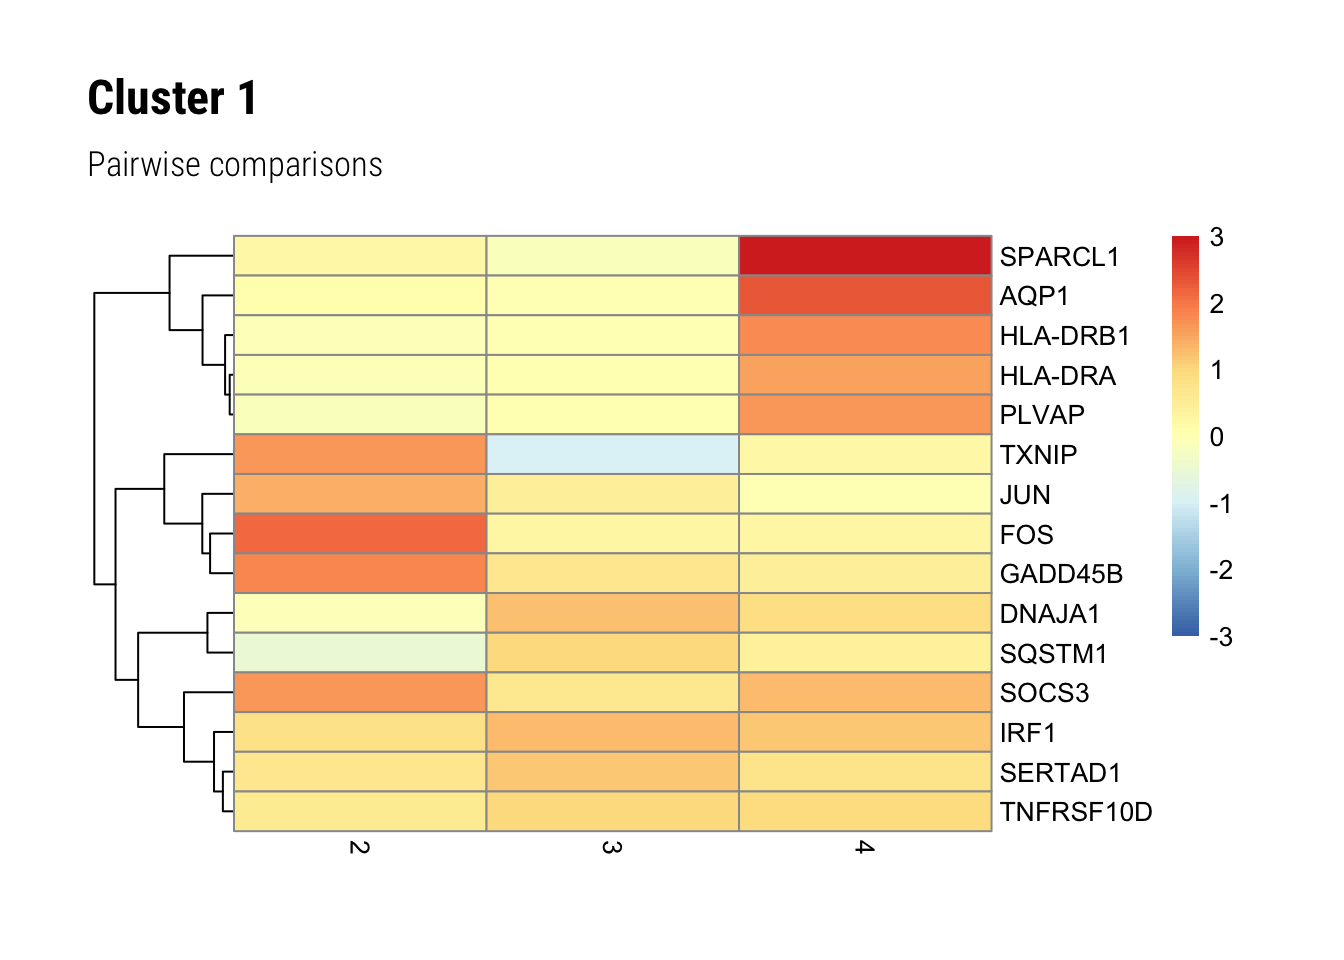 Cluster 1
Pairwise comparisons
SPARCL1
AQP1
HLA-DRB1
HLA-DRA
PLVAP
TXNIP
JUN
FOS
GADD45B
DNAJA1
SQSTM1
SOCS3
IRF1
SERTAD1
TNFRSF10D
3
2
1
0
-1
-2
-3
2
3
4